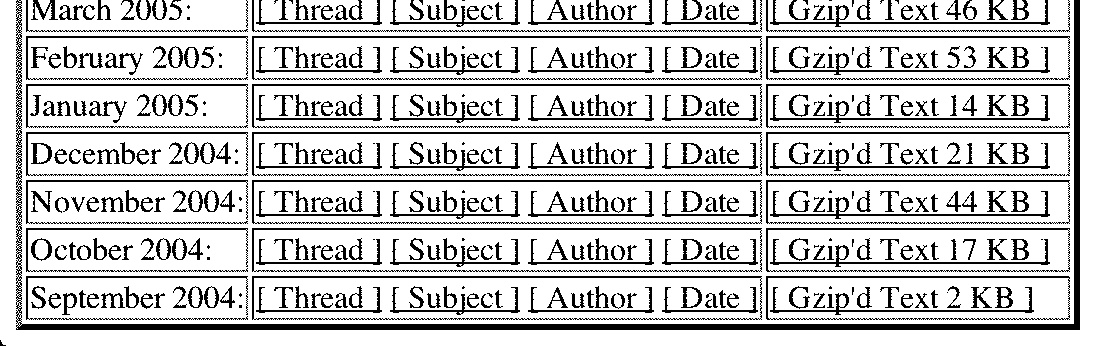 March 2005: [ Thread ] [ Subject ] [ Author ] [ Date ] [ Gzip'd Text 46 KB ]
February 2005: [ Thread ] [ Subject ] [ Author ] [ Date ] [ Gzip'd Text 53 KB ]
January 2005: [ Thread ] [ Subject ] [ Author ] [ Date ] [ Gzip'd Text 14 KB ]
December 2004: [ Thread ] [ Subject ] [ Author ] [ Date ] [ Gzip'd Text 21 KB ]
November 2004: [ Thread ] [ Subject ] [ Author ] [ Date ] [ Gzip'd Text 44 KB ]
October 2004: [ Thread ] [ Subject ] [ Author ] [ Date ] [ Gzip'd Text 17 KB ]
September 2004: [ Thread ] [ Subject ] [ Author ] [ Date ] [ Gzip'd Text 2 KB ]